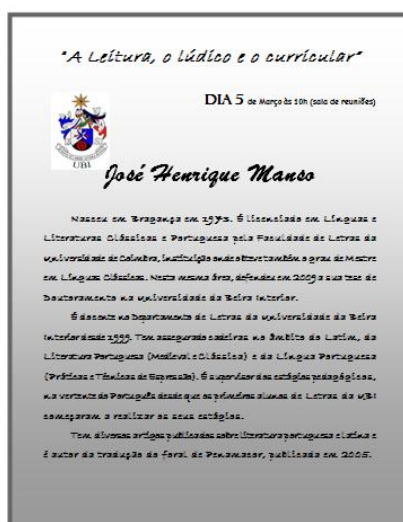 "A Leitura, o lúdico e o curricular"
DIA 5 de Março às 10h (sala de reuniões)
UBI
José Henrique Manso
Nasceu em Bragança em 1973. É licenciado em Línguas e
Literaturas Clássicas e Portuguesa pela Faculdade de Letras da
Universidade de Coimbra, instituição onde obteve também o grau de Mestre
em Línguas Clássicas. Nesta mesma área, defendeu em 2009 a sua tese de
Doutoramento na Universidade da Beira Interior.
É docente no Departamento de Letras da Universidade da Beira
Interior desde 1999. Tem assegurado cadeiras no âmbito do Latim, da
Literatura Portuguesa (Medieval e Clássica) e da Língua Portuguesa
(Práticas e Técnicas de Expressão). É supervisor dos estágios pedagógicos,
na vertente do Português desde que os primeiros alunos de Letras da UBI
começaram a realizar os seus estágios.
Tem diversos artigos publicados sobre literatura portuguesa e latina e
é autor da tradução do foral de Penamacor, publicada em 2005.